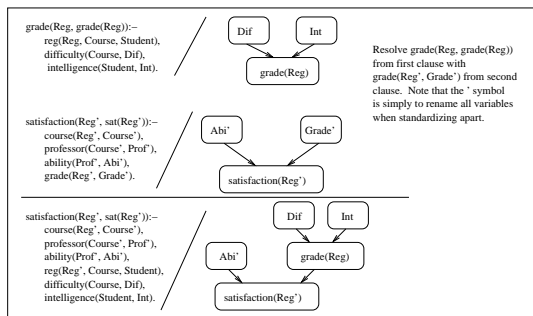 grade(Reg, grade(Reg)):–
reg(Reg, Course, Student),
difficulty(Course, Dif),
intelligence(Student, Int).
Dif
Int
grade(Reg)
Resolve grade(Reg, grade(Reg))
from first clause with
grade(Reg', Grade') from second
clause. Note that the ' symbol
is simply to rename all variables
when standardizing apart.
satisfaction(Reg', sat(Reg')):–
course(Reg', Course'),
professor(Course', Prof'),
ability(Prof', Abi'),
grade(Reg', Grade').
Abi'
Grade'
satisfaction(Reg')
satisfaction(Reg', sat(Reg')):–
course(Reg', Course'),
professor(Course', Prof'),
ability(Prof', Abi'),
reg(Reg', Course, Student),
difficulty(Course, Dif),
intelligence(Student, Int).
Dif
Int
Abi'
grade(Reg)
satisfaction(Reg')